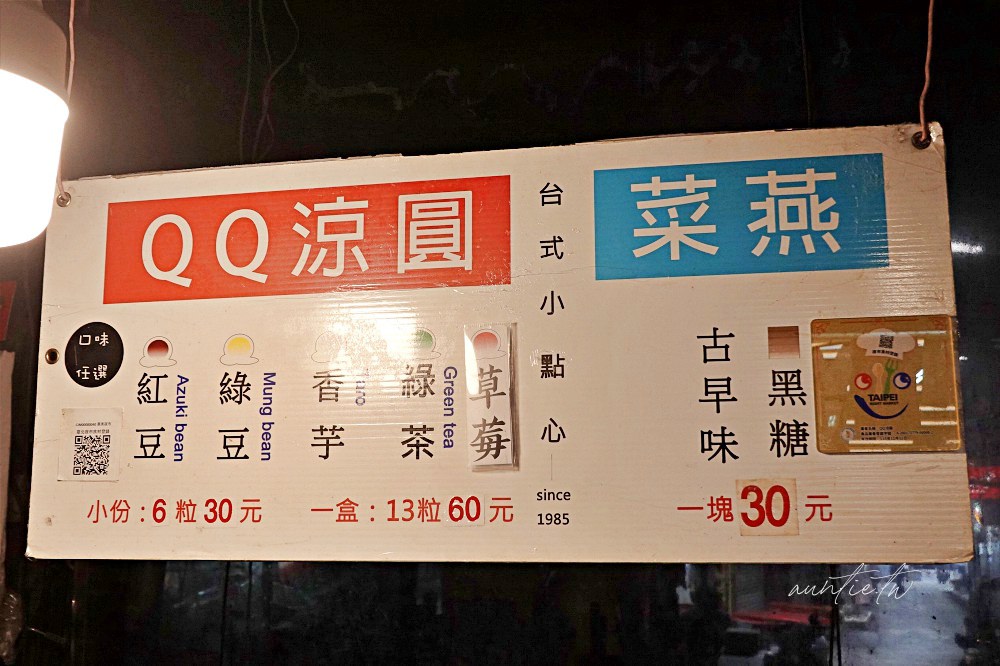 QQ涼圓
口味
任選
紅豆
Azuki bean
綠豆
Mung bean
香芋
Taro
綠茶
Green tea
草莓
小份:6粒30元
一盒:13粒60元
台式小點心
since
1985
菜燕
古早味
黑糖
TAIPEI
一塊30元
auntie.tw